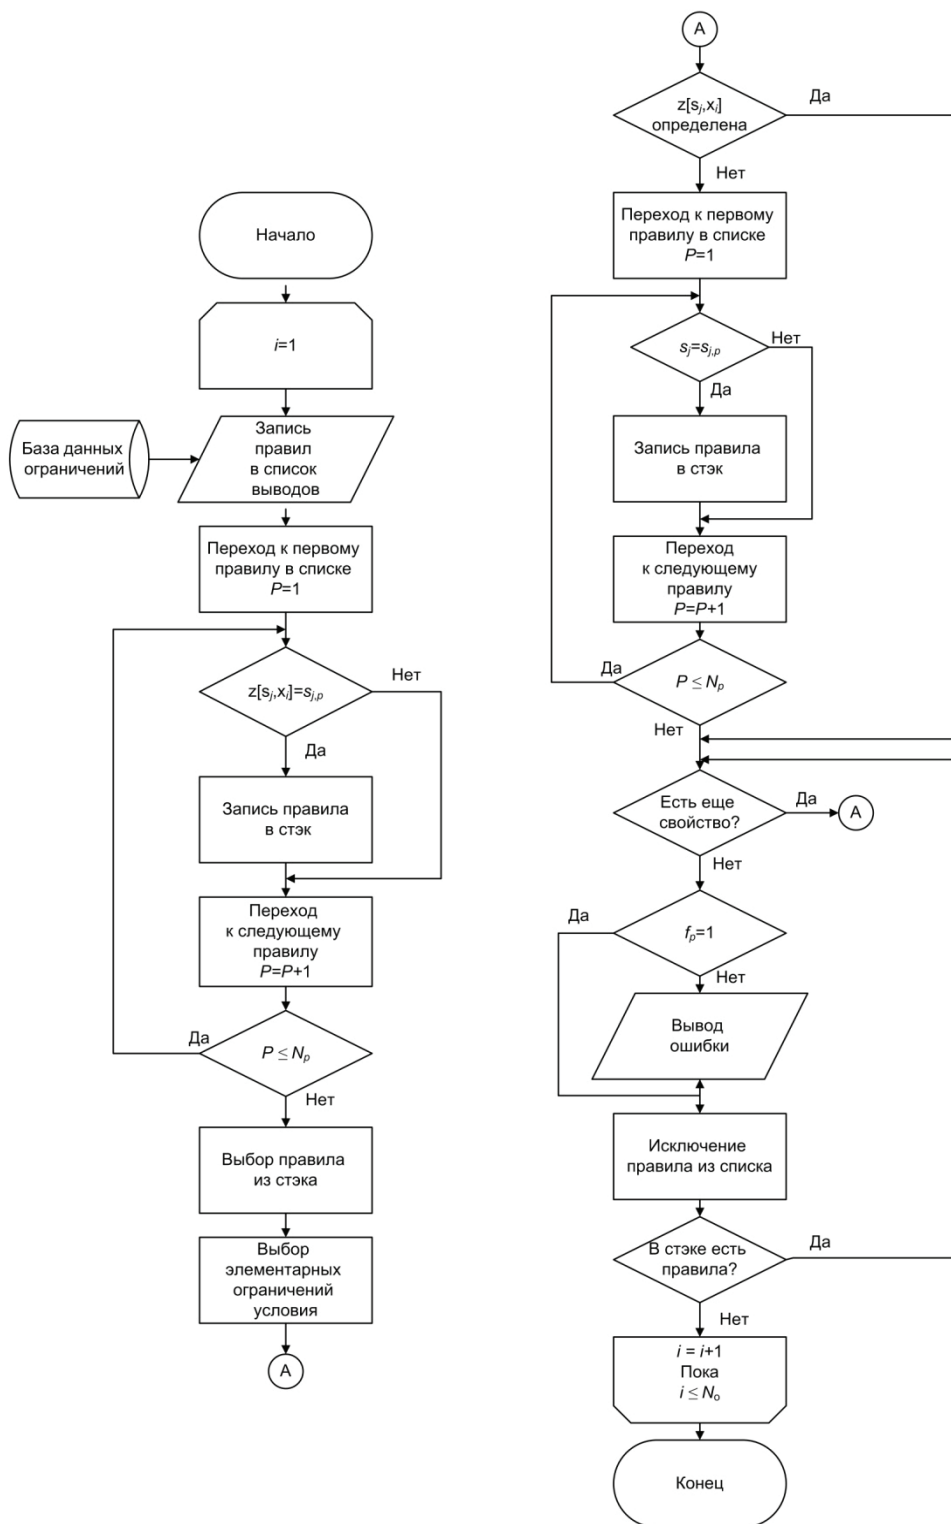 Начало
i=1
База данных
ограничений
Запись
правил
в список
выводов
Переход к первому
правилу в списке
P=1
z[sj,xi]=sj,p
Нет
Да
Запись правила
в стэк
Переход
к следующему
правилу
P=P+1
Да
P ≤ Np
Нет
Выбор правила
из стэка
Выбор
элементарных
ограничений
условия
А
А
z[sj,xi]
определена
Да
Нет
Переход к первому
правилу в списке
P=1
sj=sj,p
Нет
Да
Запись правила
в стэк
Переход
к следующему
правилу
P=P+1
Да
P ≤ Np
Нет
Есть еще
свойство?
Да
А
Нет
Да
fp=1
Нет
Вывод
ошибки
Исключение
правила из списка
В стэке есть
правила?
Да
Нет
i = i+1
Пока
i ≤ No
Конец